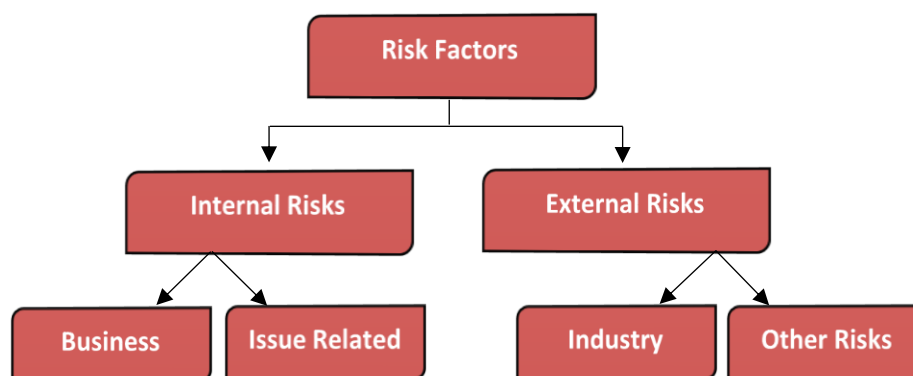 Risk Factors
Internal Risks
External Risks
Business
Issue Related
Industry
Other Risks